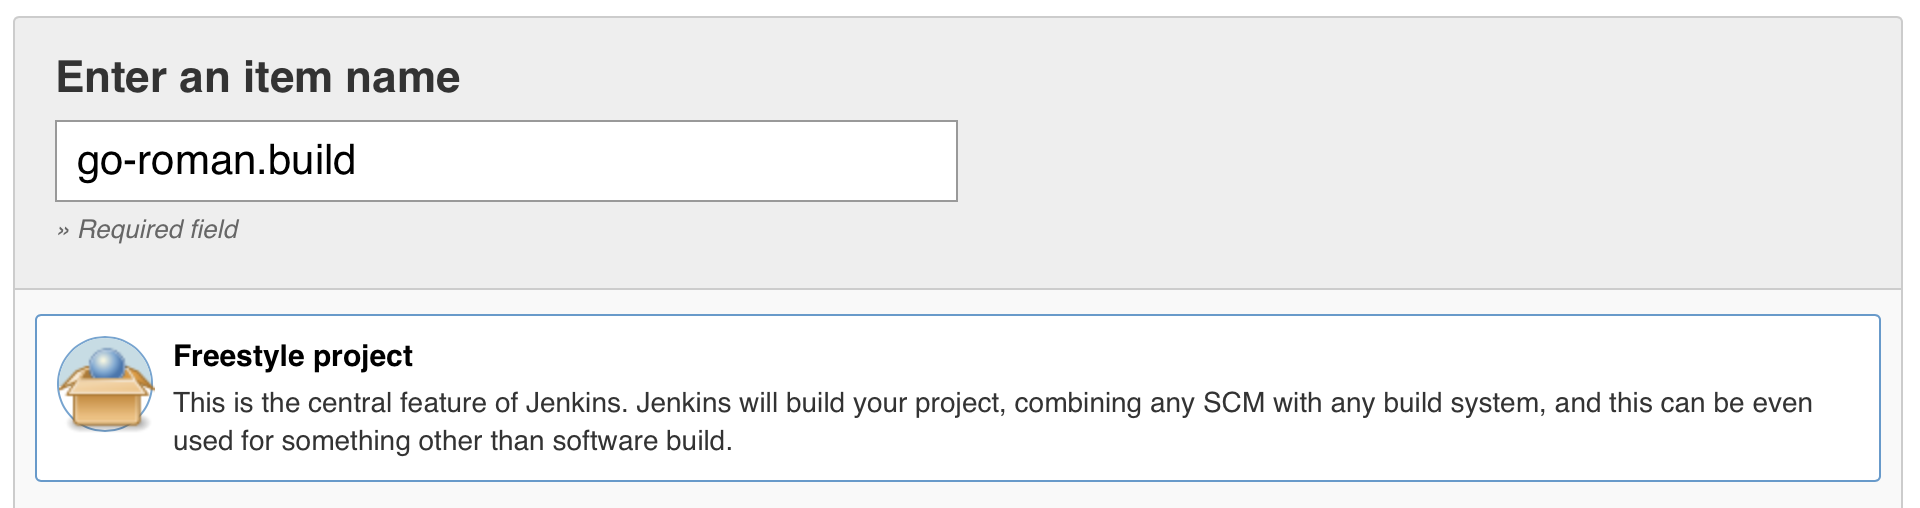 Enter an item name
go-roman.build
» Required field
Freestyle project
This is the central feature of Jenkins. Jenkins will build your project, combining any SCM with any build system, and this can be even
used for something other than software build.